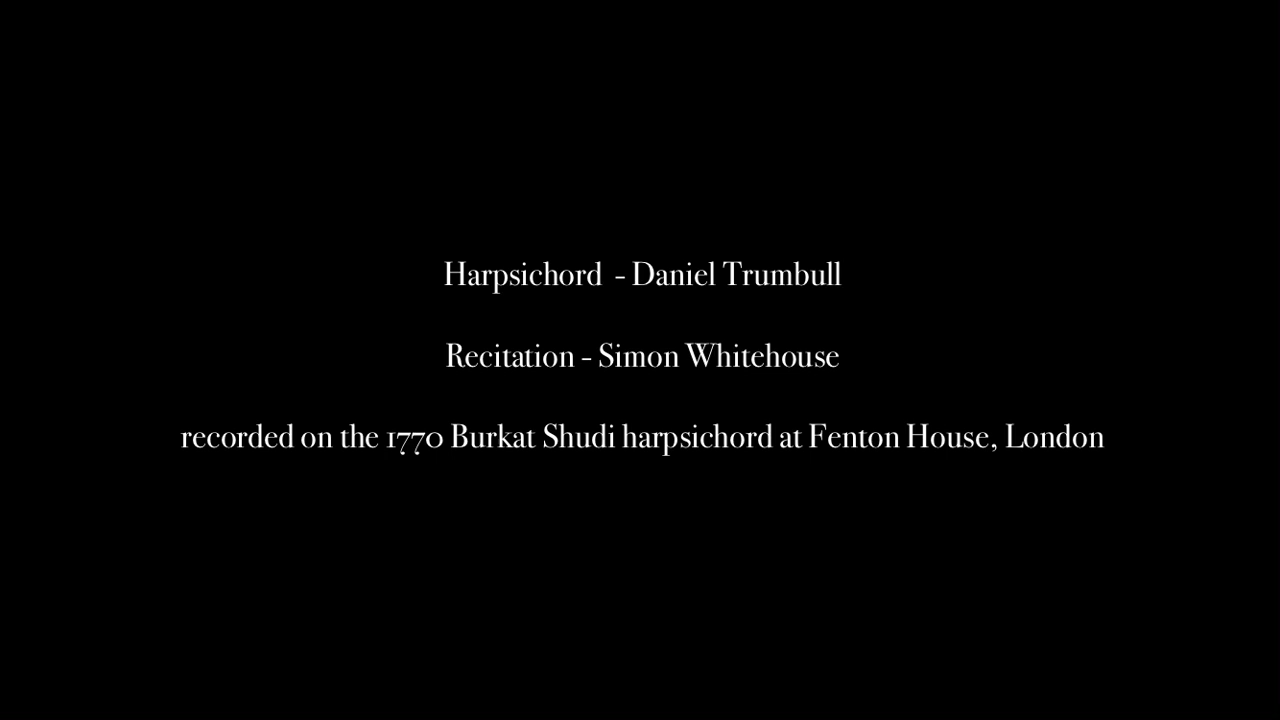 Harpsichord - Daniel Trumbull
Recitation - Simon Whitehouse
recorded on the 1770 Burkat Shudi harpsichord at Fenton House, London